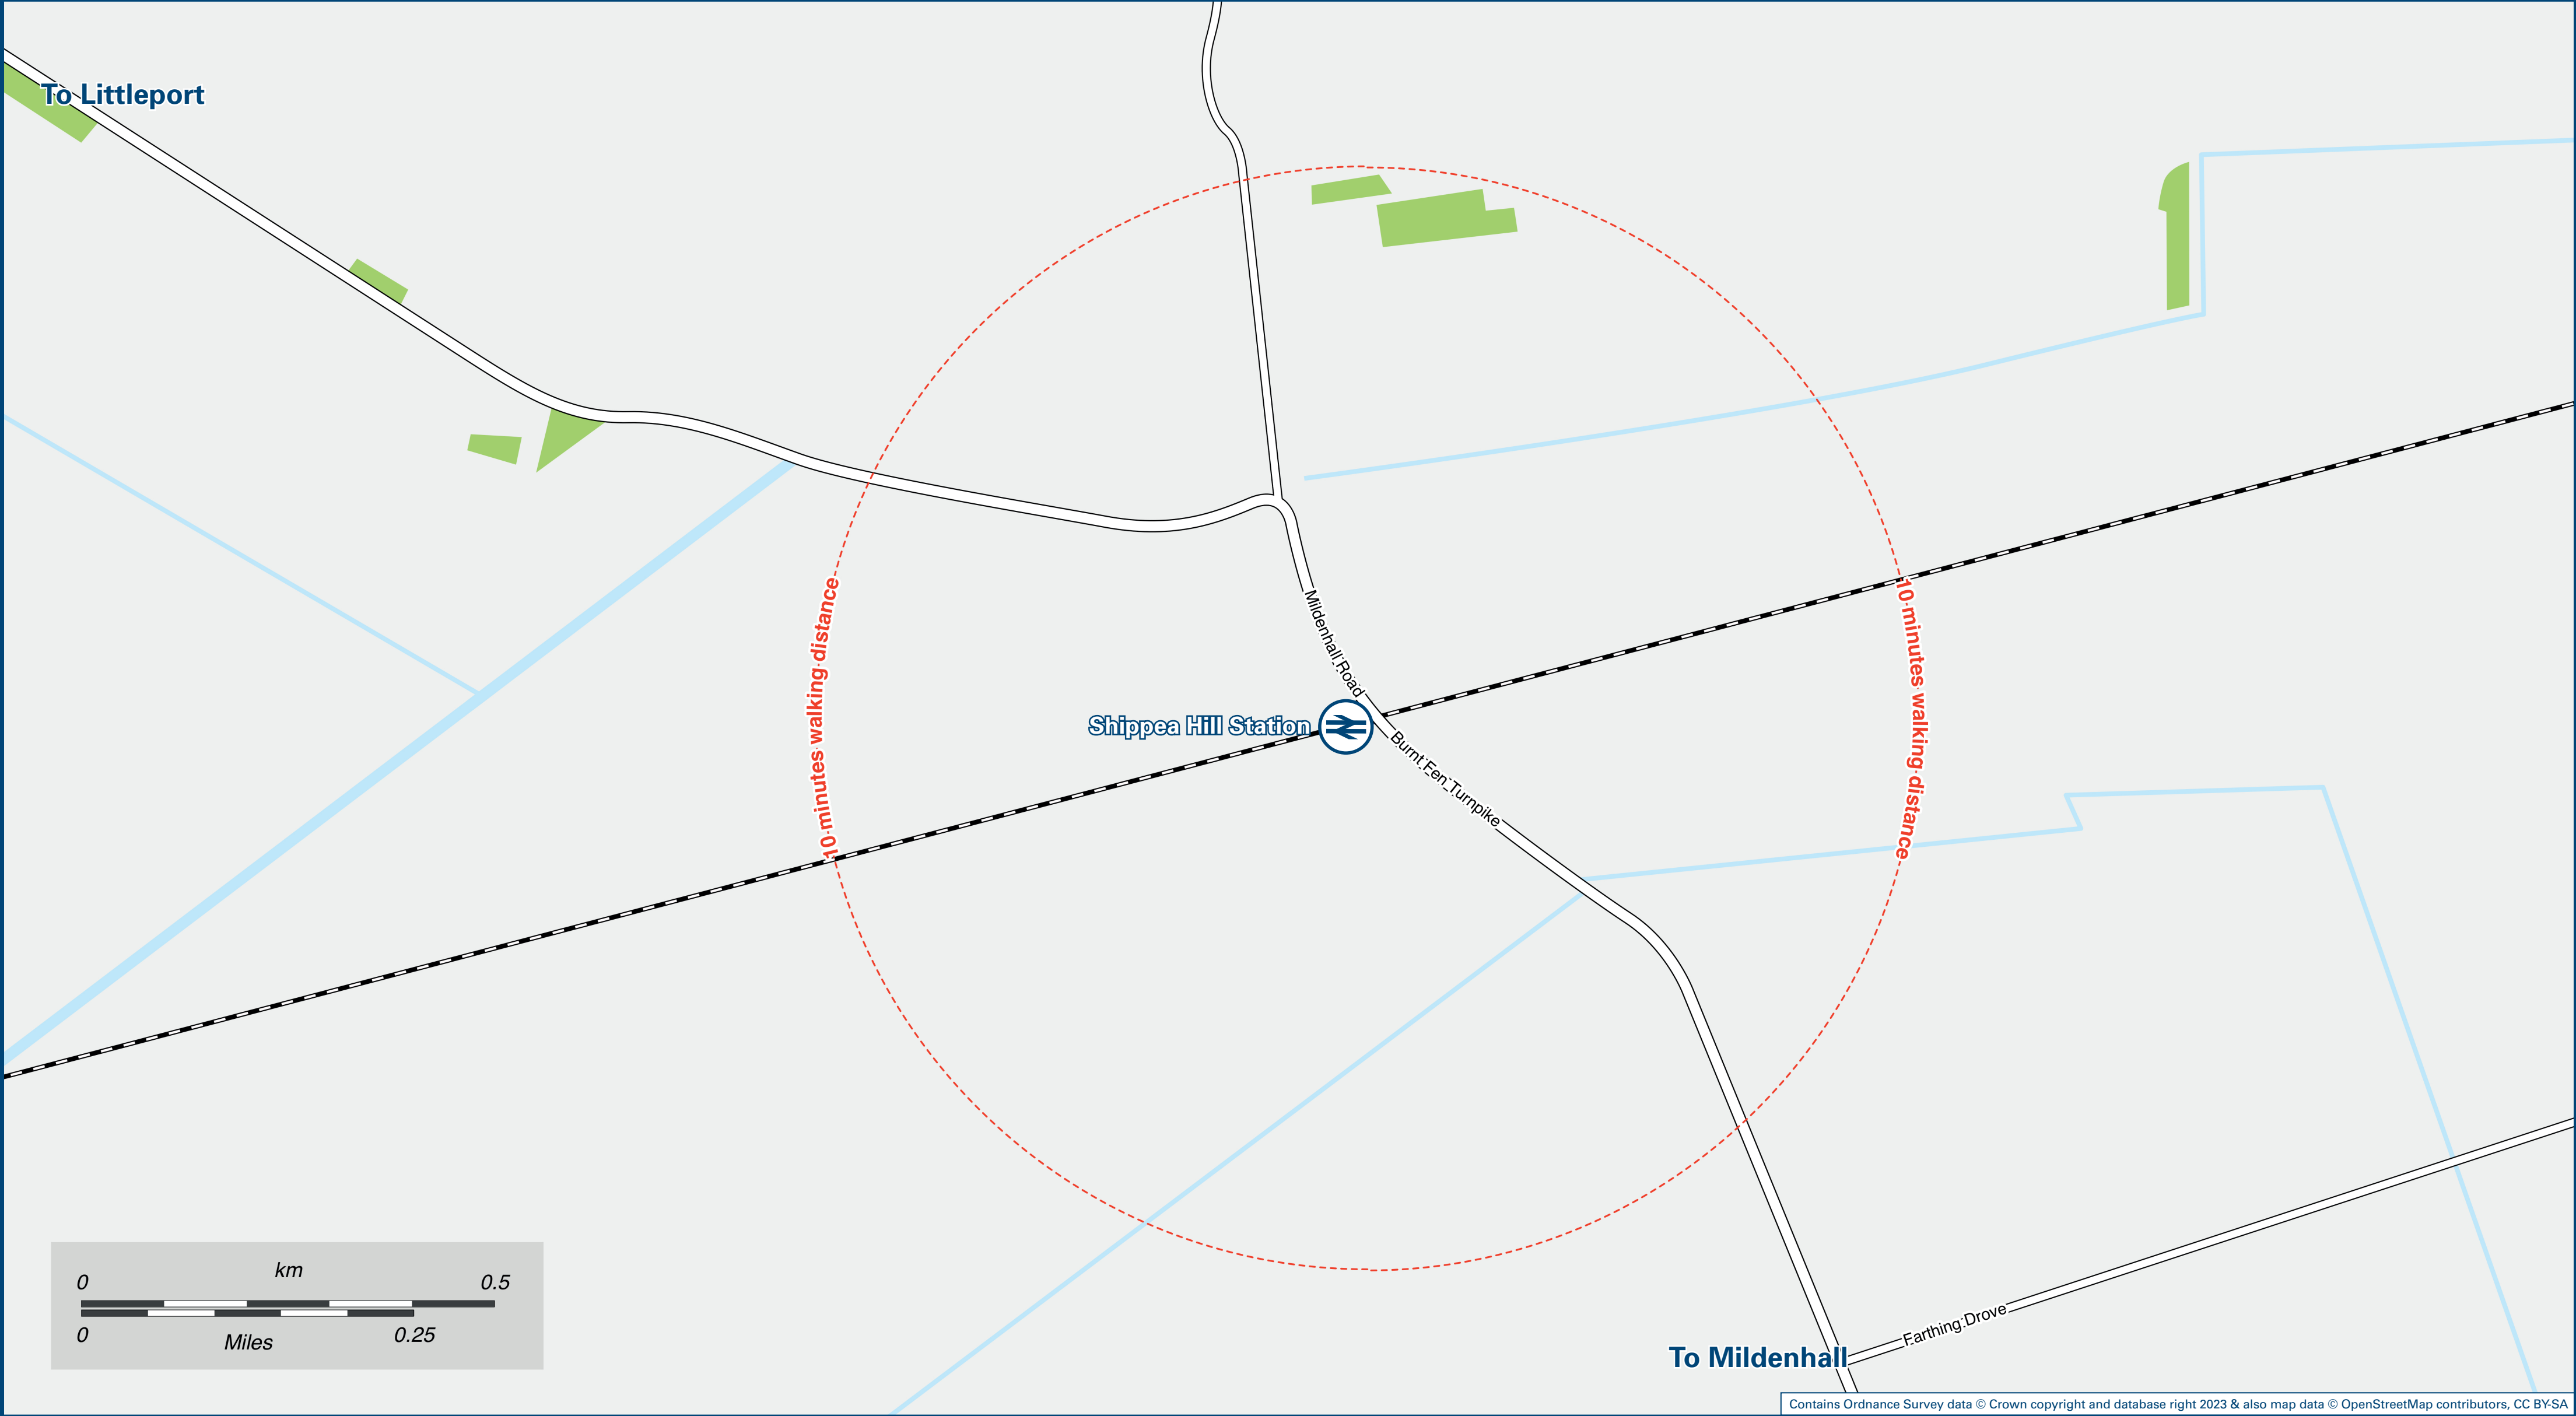 To Littleport
10 minutes walking distance
10 minutes walking distance
Mildenhall Road
Shippea Hill Station
Burnt Fen Turnpike
km
0 0.5
0 0.25
Miles
Farthing Drove
To Mildenhall
Contains Ordnance Survey data © Crown copyright and database right 2023 & also map data © OpenStreetMap contributors, CC BY-SA